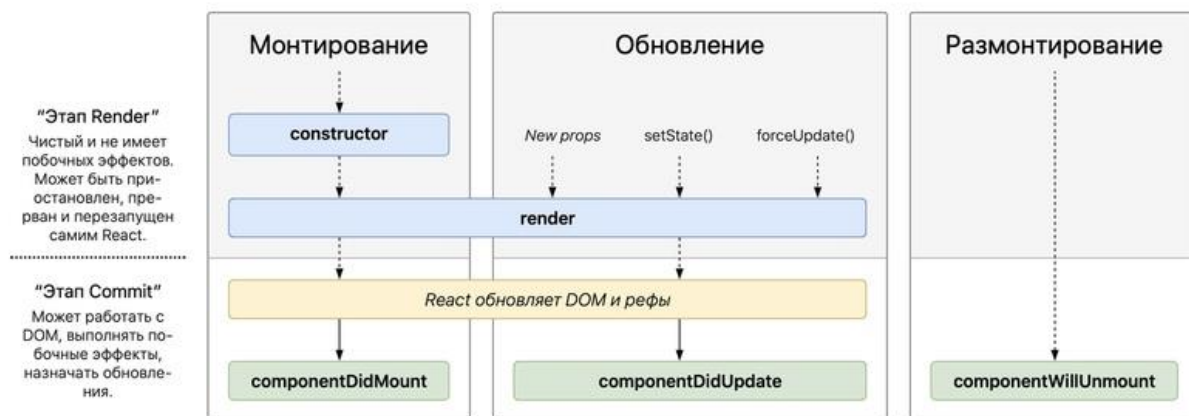 Монтирование
Обновление
Размонтирование
“Этап Render”
Чистый и не имеет
побочных эффектов.
Может быть при-
остановлен, пре-
рван и перезапущен
самим React.
constructor
New props
setState()
forceUpdate()
render
“Этап Commit”
Может работать с
DOM, выполнять по-
бочные эффекты,
назначать обновле-
ния.
React обновляет DOM и рефы
componentDidMount
componentDidUpdate
componentWillUnmount